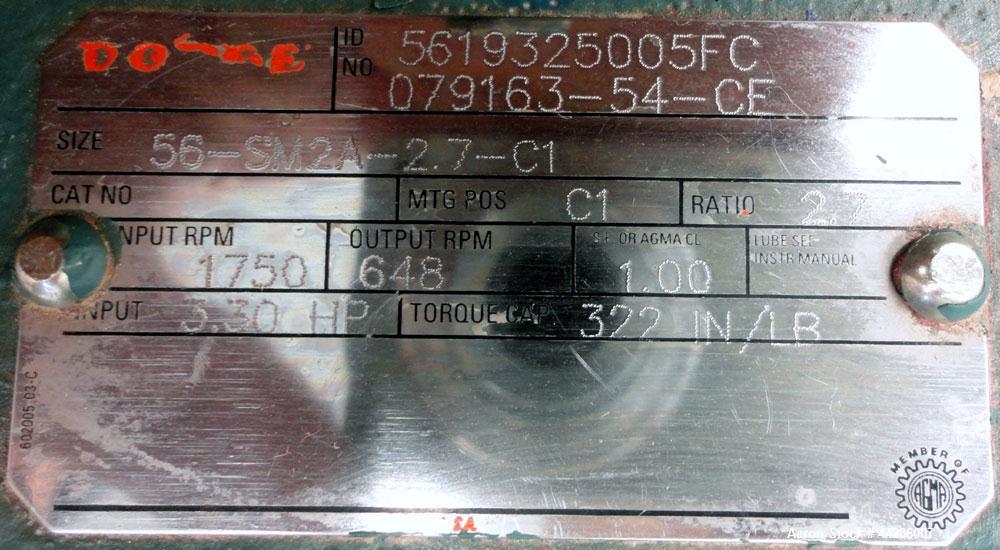 DODGE
ID NO 5619325005FC
079163-54-CE
SIZE 56-SM2A-2.7-C1
CAT NO MTG POS C1 RATIO 2.7
INPUT RPM 1750 OUTPUT RPM 648 S.F. OR AGMA CL 1.00 LUBE SEE INSTR MANUAL
INPUT 3.30 HP TORQUE CAP 322 IN/LB
602005-03-C
MEMBER OF
AGMA
Aaron Stock #